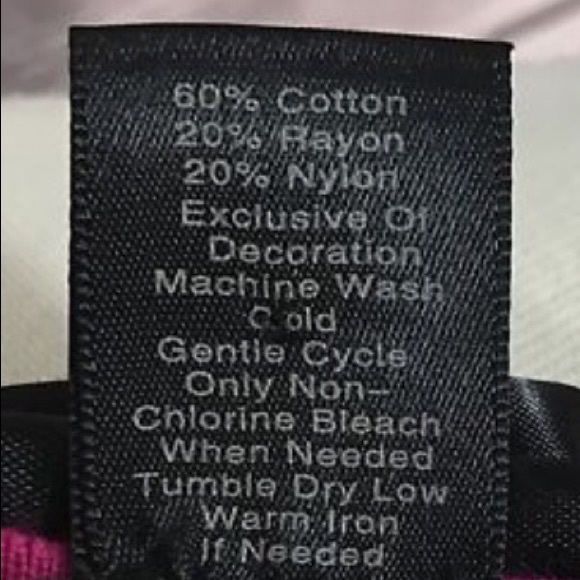 60% Cotton
20% Rayon
20% Nylon
Exclusive Of
Decoration
Machine Wash
Cold
Gentle Cycle
Only Non-
Chlorine Bleach
When Needed
Tumble Dry Low
Warm Iron
If Needed